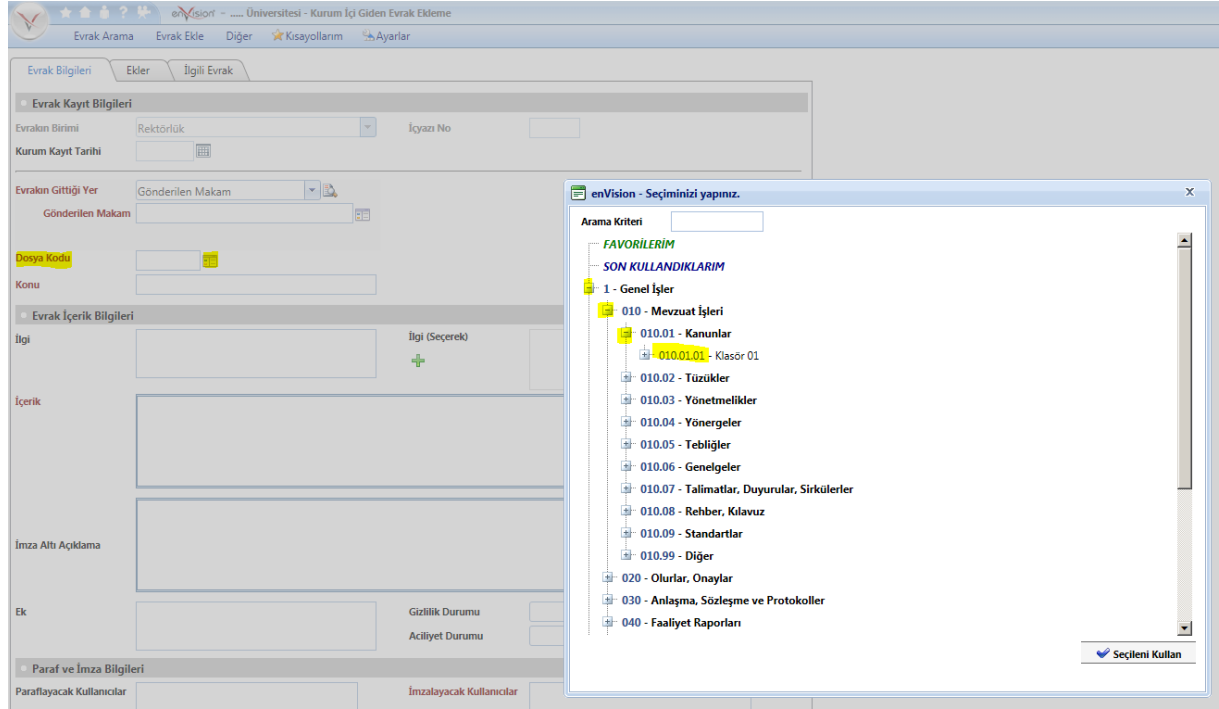 enVision - ..... Üniversitesi - Kurum İçi Giden Evrak Ekleme
Evrak Arama Evrak Ekle Diğer Kısayollarım Ayarlar
Evrak Bilgileri Ekler İlgili Evrak
Evrak Kayıt Bilgileri
Evrakın Birimi Rektörlük İçyazı No
Kurum Kayıt Tarihi
Evrakın Gittiği Yer Gönderilen Makam
Gönderilen Makam
Dosya Kodu
Konu
Evrak İçerik Bilgileri
İlgi İlgi (Seçerek)
İçerik
İmza Altı Açıklama
Ek Gizlilik Durumu
Aciliyet Durumu
Paraf ve İmza Bilgileri
Paraflayacak Kullanıcılar İmzalayacak Kullanıcılar
enVision - Seçiminizi yapınız. x
Arama Kriteri
FAVORİLERİM
SON KULLANDIKLARIM
1 - Genel İşler
010 - Mevzuat İşleri
010.01 - Kanunlar
010.01.01 - Klasör 01
010.02 - Tüzükler
010.03 - Yönetmelikler
010.04 - Yönergeler
010.05 - Tebliğler
010.06 - Genelgeler
010.07 - Talimatlar, Duyurular, Sirkülerler
010.08 - Rehber, Kılavuz
010.09 - Standartlar
010.99 - Diğer
020 - Olurlar, Onaylar
030 - Anlaşma, Sözleşme ve Protokoller
040 - Faaliyet Raporları
Seçileni Kullan